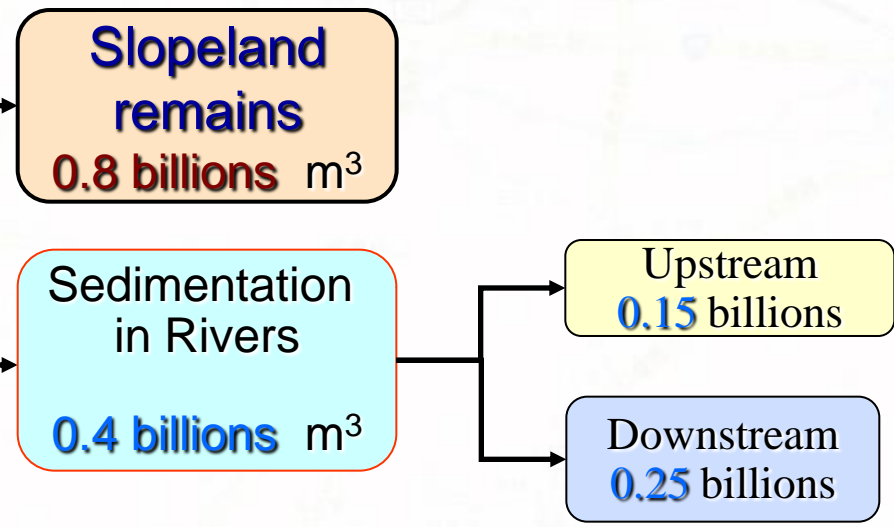 Slopeland
remains
0.8 billions m³
Sedimentation
in Rivers
0.4 billions m³
Upstream
0.15 billions
Downstream
0.25 billions